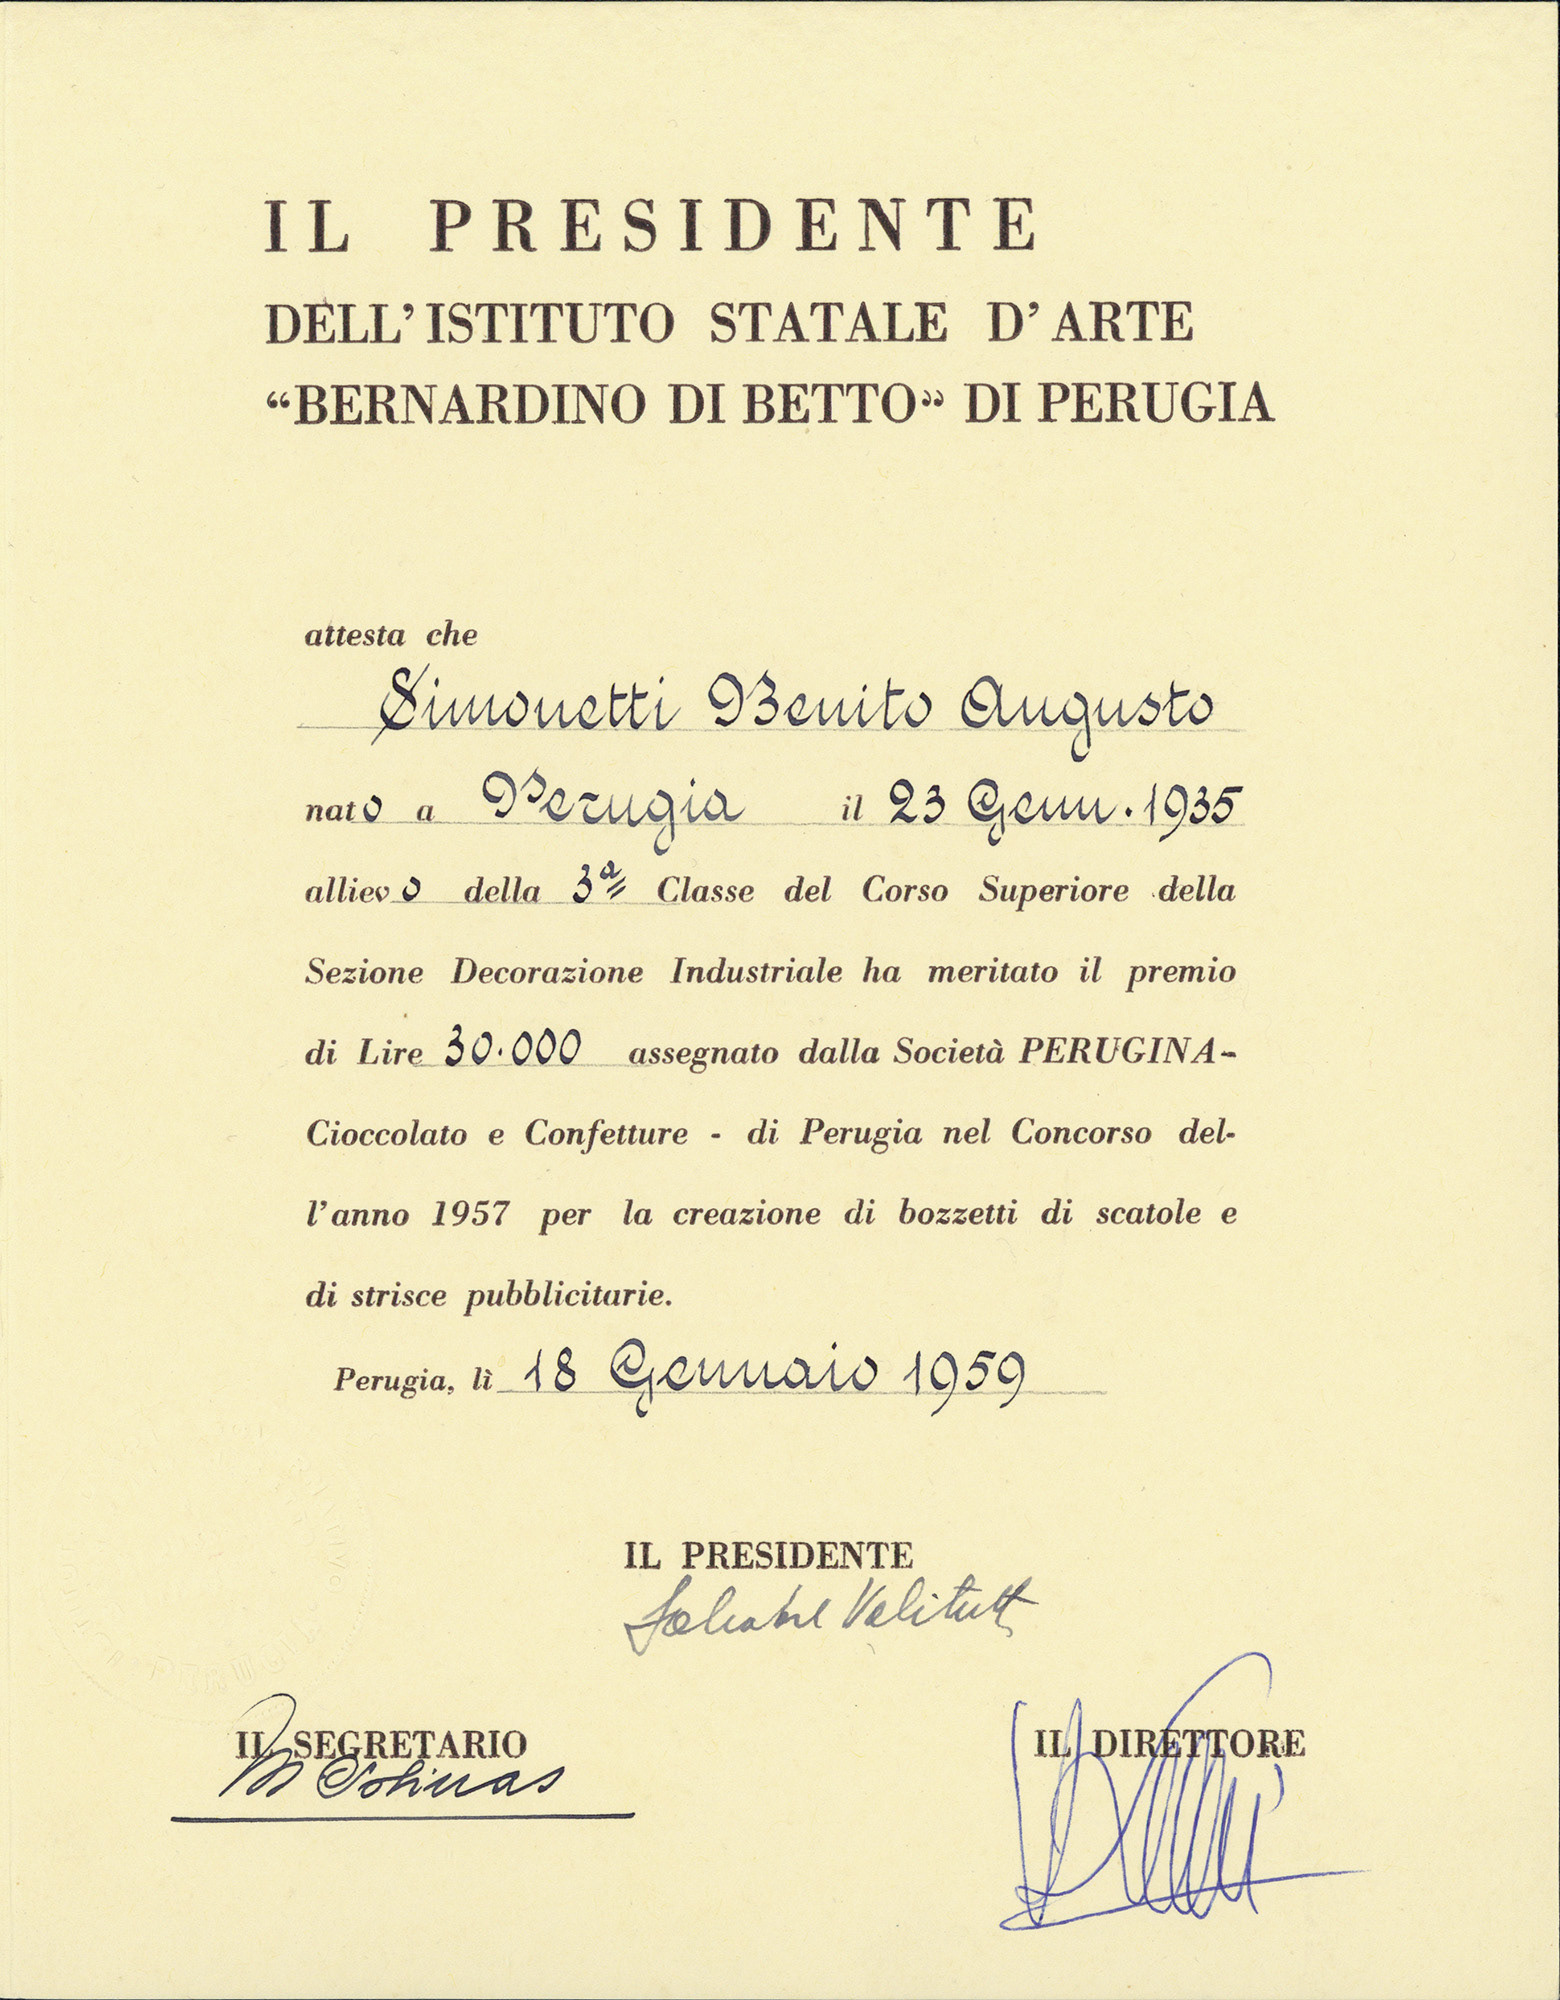 IL PRESIDENTE
DELL'ISTITUTO STATALE D'ARTE
“BERNARDINO DI BETTO” DI PERUGIA
attesta che
Simonetti Benito Augusto
nato a Perugia il 23 Genn. 1935
allievo della 3ª Classe del Corso Superiore della
Sezione Decorazione Industriale ha meritato il premio
di Lire 30.000 assegnato dalla Società PERUGINA-
Cioccolato e Confetture - di Perugia nel Concorso del-
l'anno 1957 per la creazione di bozzetti di scatole e
di strisce pubblicitarie.
Perugia, lì 18 Gennaio 1959
IL PRESIDENTE
Salvatore Valitutti
IL SEGRETARIO
IL DIRETTORE